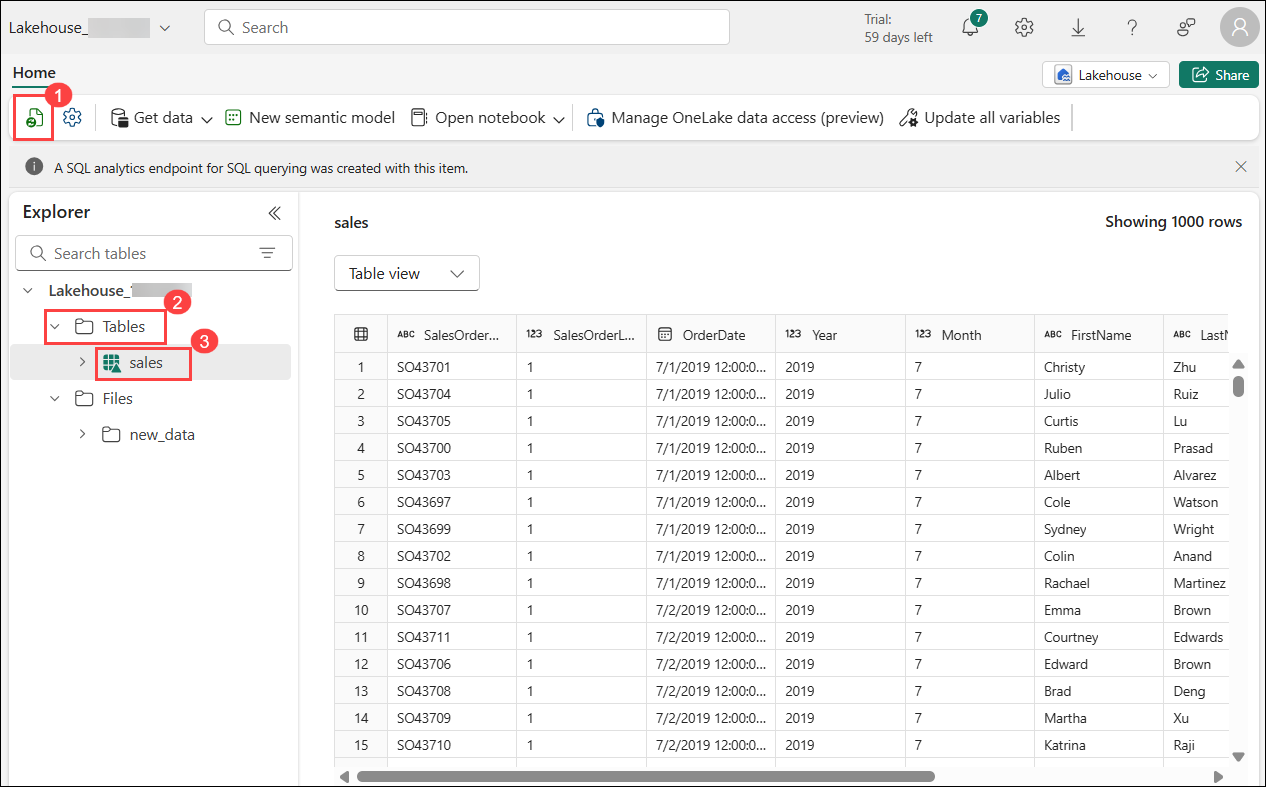 Lakehouse_
Search
Trial:
59 days left
7
Home
Lakehouse
Share
1
Get data
New semantic model
Open notebook
Manage OneLake data access (preview)
Update all variables
A SQL analytics endpoint for SQL querying was created with this item.
Explorer
Search tables
Lakehouse_
2
Tables
3
sales
Files
new_data
sales
Showing 1000 rows
Table view
ABC SalesOrder... 123 SalesOrderL... OrderDate 123 Year 123 Month ABC FirstName ABC LastN
1 SO43701 1 7/1/2019 12:00:0... 2019 7 Christy Zhu
2 SO43704 1 7/1/2019 12:00:0... 2019 7 Julio Ruiz
3 SO43705 1 7/1/2019 12:00:0... 2019 7 Curtis Lu
4 SO43700 1 7/1/2019 12:00:0... 2019 7 Ruben Prasad
5 SO43703 1 7/1/2019 12:00:0... 2019 7 Albert Alvarez
6 SO43697 1 7/1/2019 12:00:0... 2019 7 Cole Watson
7 SO43699 1 7/1/2019 12:00:0... 2019 7 Sydney Wright
8 SO43702 1 7/1/2019 12:00:0... 2019 7 Colin Anand
9 SO43698 1 7/1/2019 12:00:0... 2019 7 Rachael Martinez
10 SO43707 1 7/2/2019 12:00:0... 2019 7 Emma Brown
11 SO43711 1 7/2/2019 12:00:0... 2019 7 Courtney Edwards
12 SO43706 1 7/2/2019 12:00:0... 2019 7 Edward Brown
13 SO43708 1 7/2/2019 12:00:0... 2019 7 Brad Deng
14 SO43709 1 7/2/2019 12:00:0... 2019 7 Martha Xu
15 SO43710 1 7/2/2019 12:00:0... 2019 7 Katrina Raji